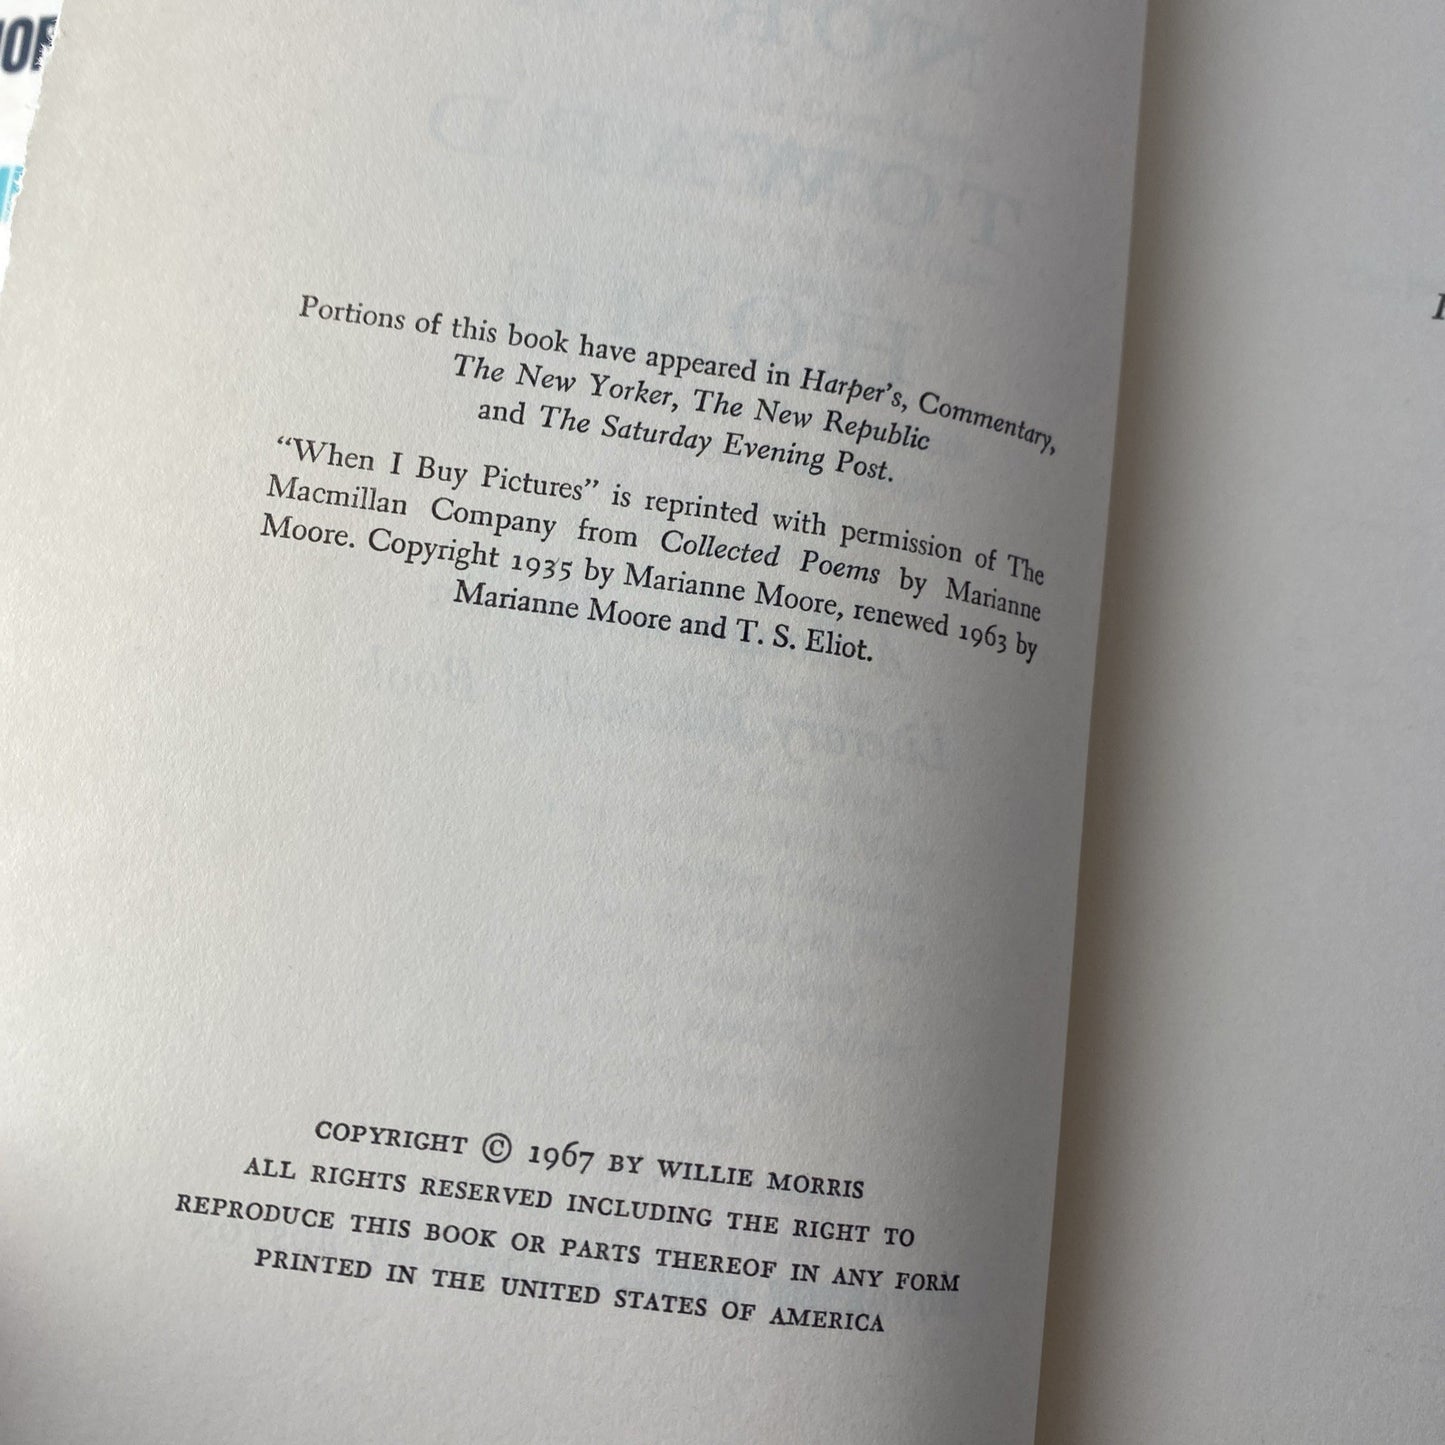 Portions of this book have appeared in Harper's, Commentary,
The New Yorker, The New Republic
and The Saturday Evening Post.
"When I Buy Pictures" is reprinted with permission of The
Macmillan Company from Collected Poems by Marianne
Moore. Copyright 1935 by Marianne Moore, renewed 1963 by
Marianne Moore and T. S. Eliot.
COPYRIGHT © 1967 BY WILLIE MORRIS
ALL RIGHTS RESERVED INCLUDING THE RIGHT TO
REPRODUCE THIS BOOK OR PARTS THEREOF IN ANY FORM
PRINTED IN THE UNITED STATES OF AMERICA